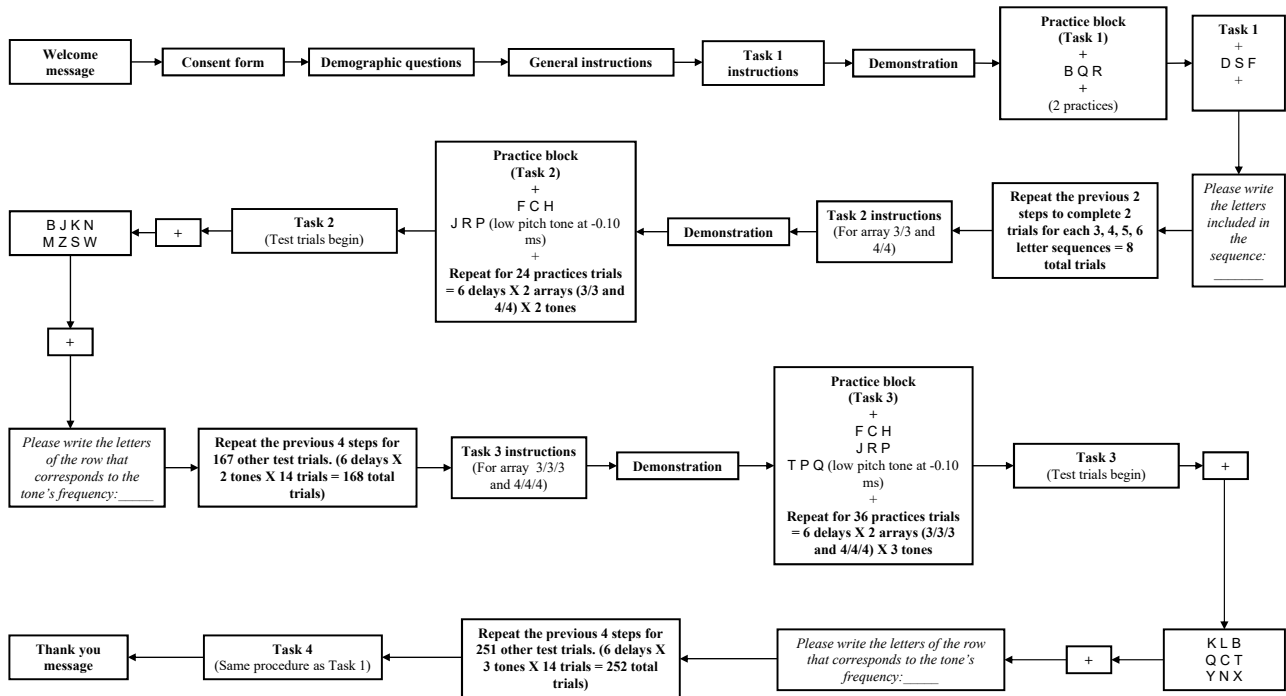 Welcome
message
Consent form
Demographic questions
General instructions
Task 1
instructions
Demonstration
Practice block
(Task 1)
+
B Q R
+
(2 practices)
Task 1
+
D S F
+
Please write
the letters
included in
the
sequence:
_______
Repeat the previous 2
steps to complete 2
trials for each 3, 4, 5, 6
letter sequences = 8
total trials
Task 2 instructions
(For array 3/3 and
4/4)
Demonstration
Practice block
(Task 2)
+
F C H
J R P (low pitch tone at -0.10
ms)
+
Repeat for 24 practices trials
= 6 delays X 2 arrays (3/3 and
4/4) X 2 tones
Task 2
(Test trials begin)
+
B J K N
M Z S W
+
Please write the letters
of the row that
corresponds to the
tone’s frequency:_____
Repeat the previous 4 steps for
167 other test trials. (6 delays X
2 tones X 14 trials = 168 total
trials)
Task 3 instructions
(For array 3/3/3
and 4/4/4)
Demonstration
Practice block
(Task 3)
+
F C H
J R P
T P Q (low pitch tone at -0.10
ms)
+
Repeat for 36 practices trials
= 6 delays X 2 arrays (3/3/3
and 4/4/4) X 3 tones
Task 3
(Test trials begin)
+
K L B
Q C T
Y N X
+
Please write the letters of the row
that corresponds to the tone’s
frequency:_____
Repeat the previous 4 steps for
251 other test trials. (6 delays X
3 tones X 14 trials = 252 total
trials)
Task 4
(Same procedure as Task 1)
Thank you
message